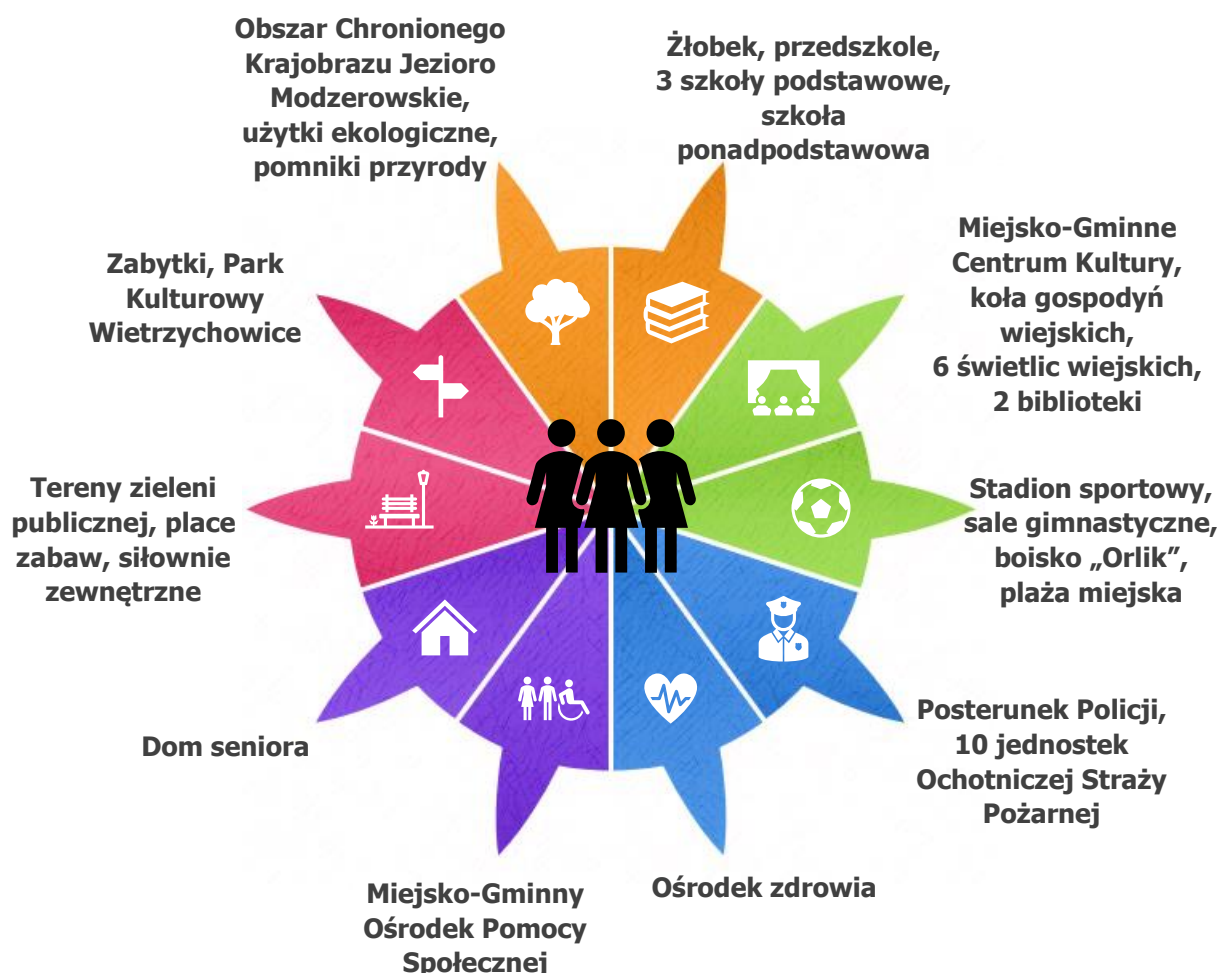 Obszar Chronionego
Krajobrazu Jezioro
Modzerowskie,
użytki ekologiczne,
pomniki przyrody
Żłobek, przedszkole,
3 szkoły podstawowe,
szkoła
ponadpodstawowa
Miejsko-Gminne
Centrum Kultury,
koła gospodyń
wiejskich,
6 świetlic wiejskich,
2 biblioteki
Zabytki, Park
Kulturowy
Wietrzychowice
Tereny zieleni
publicznej, place
zabaw, siłownie
zewnętrzne
Stadion sportowy,
sale gimnastyczne,
boisko „Orlik”,
plaża miejska
Dom seniora
Posterunek Policji,
10 jednostek
Ochotniczej Straży
Pożarnej
Miejsko-Gminny
Ośrodek Pomocy
Społecznej
Ośrodek zdrowia